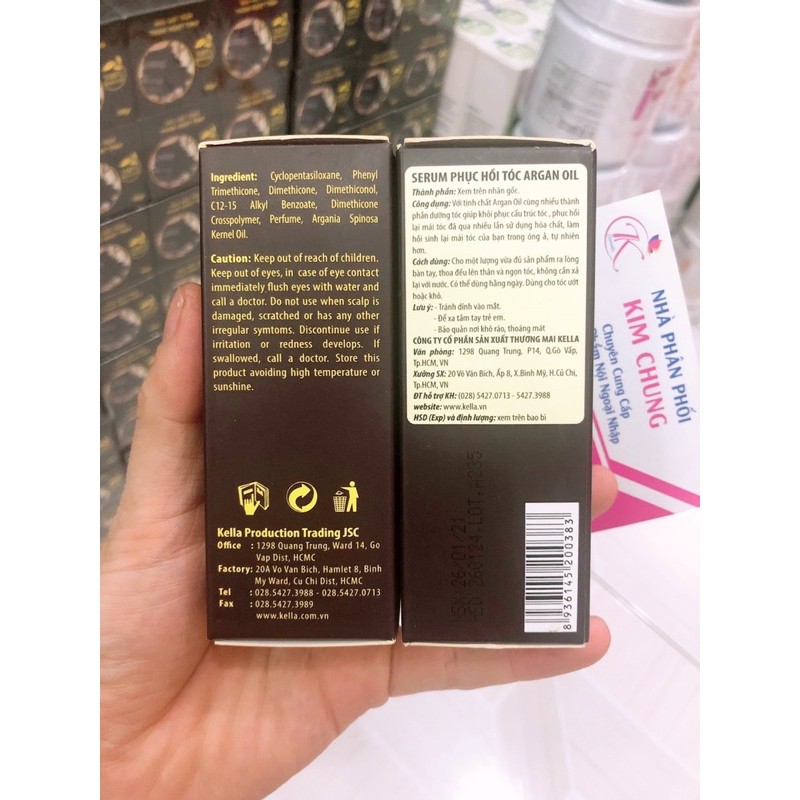 Ingredient: Cyclopentasiloxane, Phenyl
Trimethicone, Dimethicone, Dimethiconol,
C12-15 Alkyl Benzoate, Dimethicone
Crosspolymer, Perfume, Argania Spinosa
Kernel Oil.
Caution: Keep out of reach of children.
Keep out of eyes, in case of eye contact
immediately flush eyes with water and
call a doctor. Do not use when scalp is
damaged, scratched or has any other
irregular symtoms. Discontinue use if
irritation or redness develops. If
swallowed, call a doctor. Store this
product avoiding high temperature or
sunshine.
Kella Production Trading JSC
Office : 1298 Quang Trung, Ward 14, Go
Vap Dist, HCMC
Factory: 20A Vo Van Bich, Hamlet 8, Binh
My Ward, Cu Chi Dist, HCMC
Tel : 028.5427.3988 - 028.5427.0713
Fax : 028.5427.3989
www.kella.com.vn
SERUM PHỤC HỒI TÓC ARGAN OIL
Thành phần: Xem trên nhãn gốc.
Công dụng: Với tinh chất Argan Oil cùng nhiều thành
phần dưỡng tóc giúp khôi phục cấu trúc tóc , phục hồi
lại mái tóc đã qua nhiều lần sử dụng hóa chất, làm
hồi sinh lại mái tóc của bạn trong óng ả, tự nhiên
hơn.
Cách dùng: Cho một lượng vừa đủ sản phẩm ra lòng
bàn tay, thoa đều lên thân và ngọn tóc, không cần xả
lại với nước. Có thể dùng hằng ngày. Dùng cho tóc ướt
hoặc khô.
Lưu ý: - Tránh dính vào mắt.
- Để xa tầm tay trẻ em.
- Bảo quản nơi khô ráo, thoáng mát
CÔNG TY CỔ PHẦN SẢN XUẤT THƯƠNG MẠI KELLA
Văn phòng: 1298 Quang Trung, P14, Q.Gò Vấp,
Tp.HCM, VN
Xưởng SX: 20 Võ Văn Bích, Ấp 8, X.Bình Mỹ, H.Củ Chi,
Tp.HCM, VN
ĐT hỗ trợ KH: (028) 5427.0713 - 5427.3988
website: www.kella.vn
HSD (Exp) và định lượng: xem trên bao bì
NSX 260121
HSD 260124 LOT.A235
8 936145 200383
K
NHÀ PHÂN PHỐI
KIM CHUNG
Chuyên Cung Cấp
Phẩm Nội Ngoại Nhập